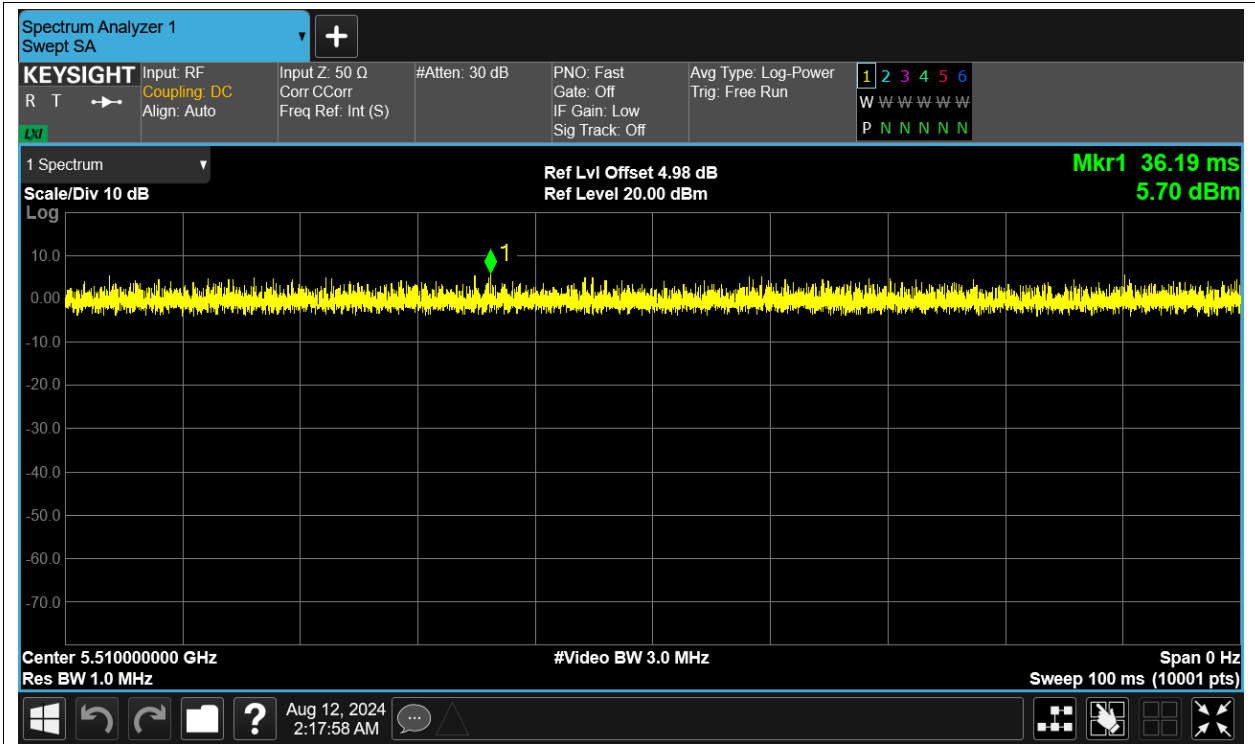 Spectrum Analyzer 1
Swept SA
KEYSIGHT
R T
LXI
Input: RF
Coupling: DC
Align: Auto
Input Z: 50 Ω
Corr CCorr
Freq Ref: Int (S)
#Atten: 30 dB
PNO: Fast
Gate: Off
IF Gain: Low
Sig Track: Off
Avg Type: Log-Power
Trig: Free Run
1 2 3 4 5 6
W W W W W W
P N N N N N
1 Spectrum
Scale/Div 10 dB
Log
Ref Lvl Offset 4.98 dB
Ref Level 20.00 dBm
Mkr1 36.19 ms
5.70 dBm
1
10.0
0.00
-10.0
-20.0
-30.0
-40.0
-50.0
-60.0
-70.0
Center 5.510000000 GHz
#Video BW 3.0 MHz
Span 0 Hz
Res BW 1.0 MHz
Sweep 100 ms (10001 pts)
?
Aug 12, 2024
2:17:58 AM